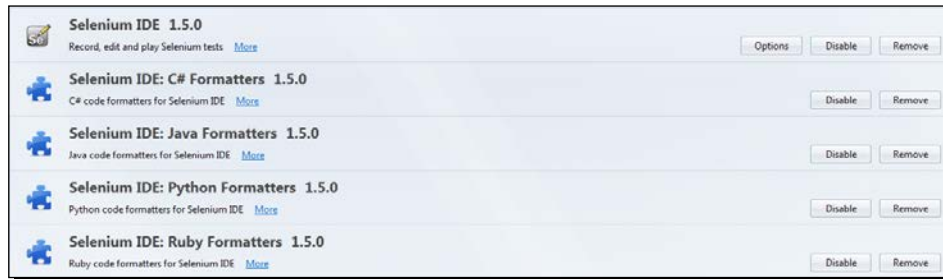 Selenium IDE 1.5.0
Record, edit and play Selenium tests More
Options Disable Remove
Selenium IDE: C# Formatters 1.5.0
C# code formatters for Selenium IDE More
Disable Remove
Selenium IDE: Java Formatters 1.5.0
Java code formatters for Selenium IDE More
Disable Remove
Selenium IDE: Python Formatters 1.5.0
Python code formatters for Selenium IDE More
Disable Remove
Selenium IDE: Ruby Formatters 1.5.0
Ruby code formatters for Selenium IDE More
Disable Remove